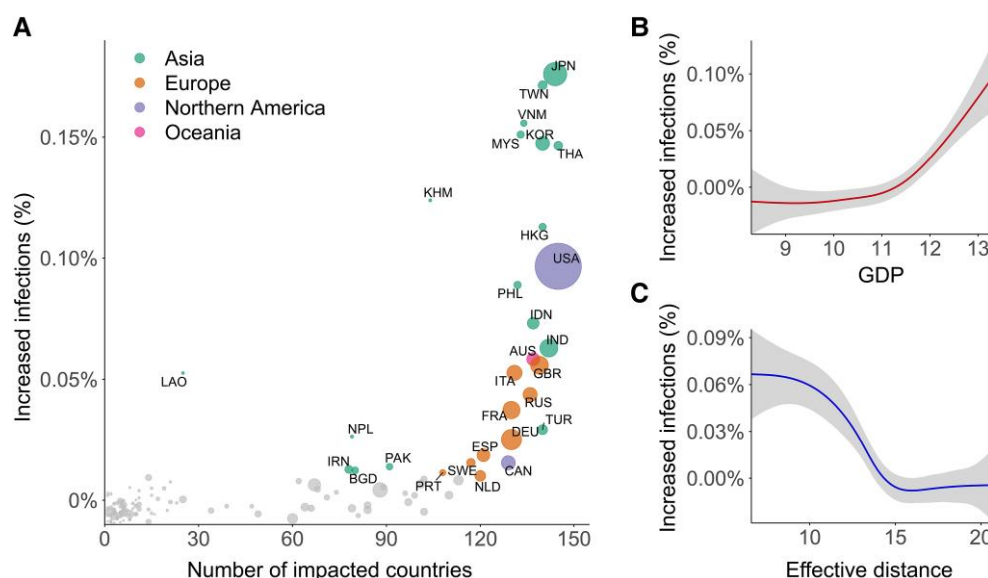 A
Asia
Europe
Northern America
Oceania
JPN
TWN
VNM
MYS
KOR
THA
KHM
HKG
USA
PHL
IDN
IND
AUS
GBR
ITA
LAO
RUS
FRA
TUR
DEU
NPL
ESP
IRN
PAK
BGD
SWE
CAN
PRT
NLD
0.15%
0.10%
0.05%
0%
Increased infections (%)
0
30
60
90
120
150
Number of impacted countries
B
Increased infections (%)
0.10%
0.05%
0.00%
9
10
11
12
13
GDP
C
Increased infections (%)
0.09%
0.06%
0.03%
0.00%
10
15
20
Effective distance